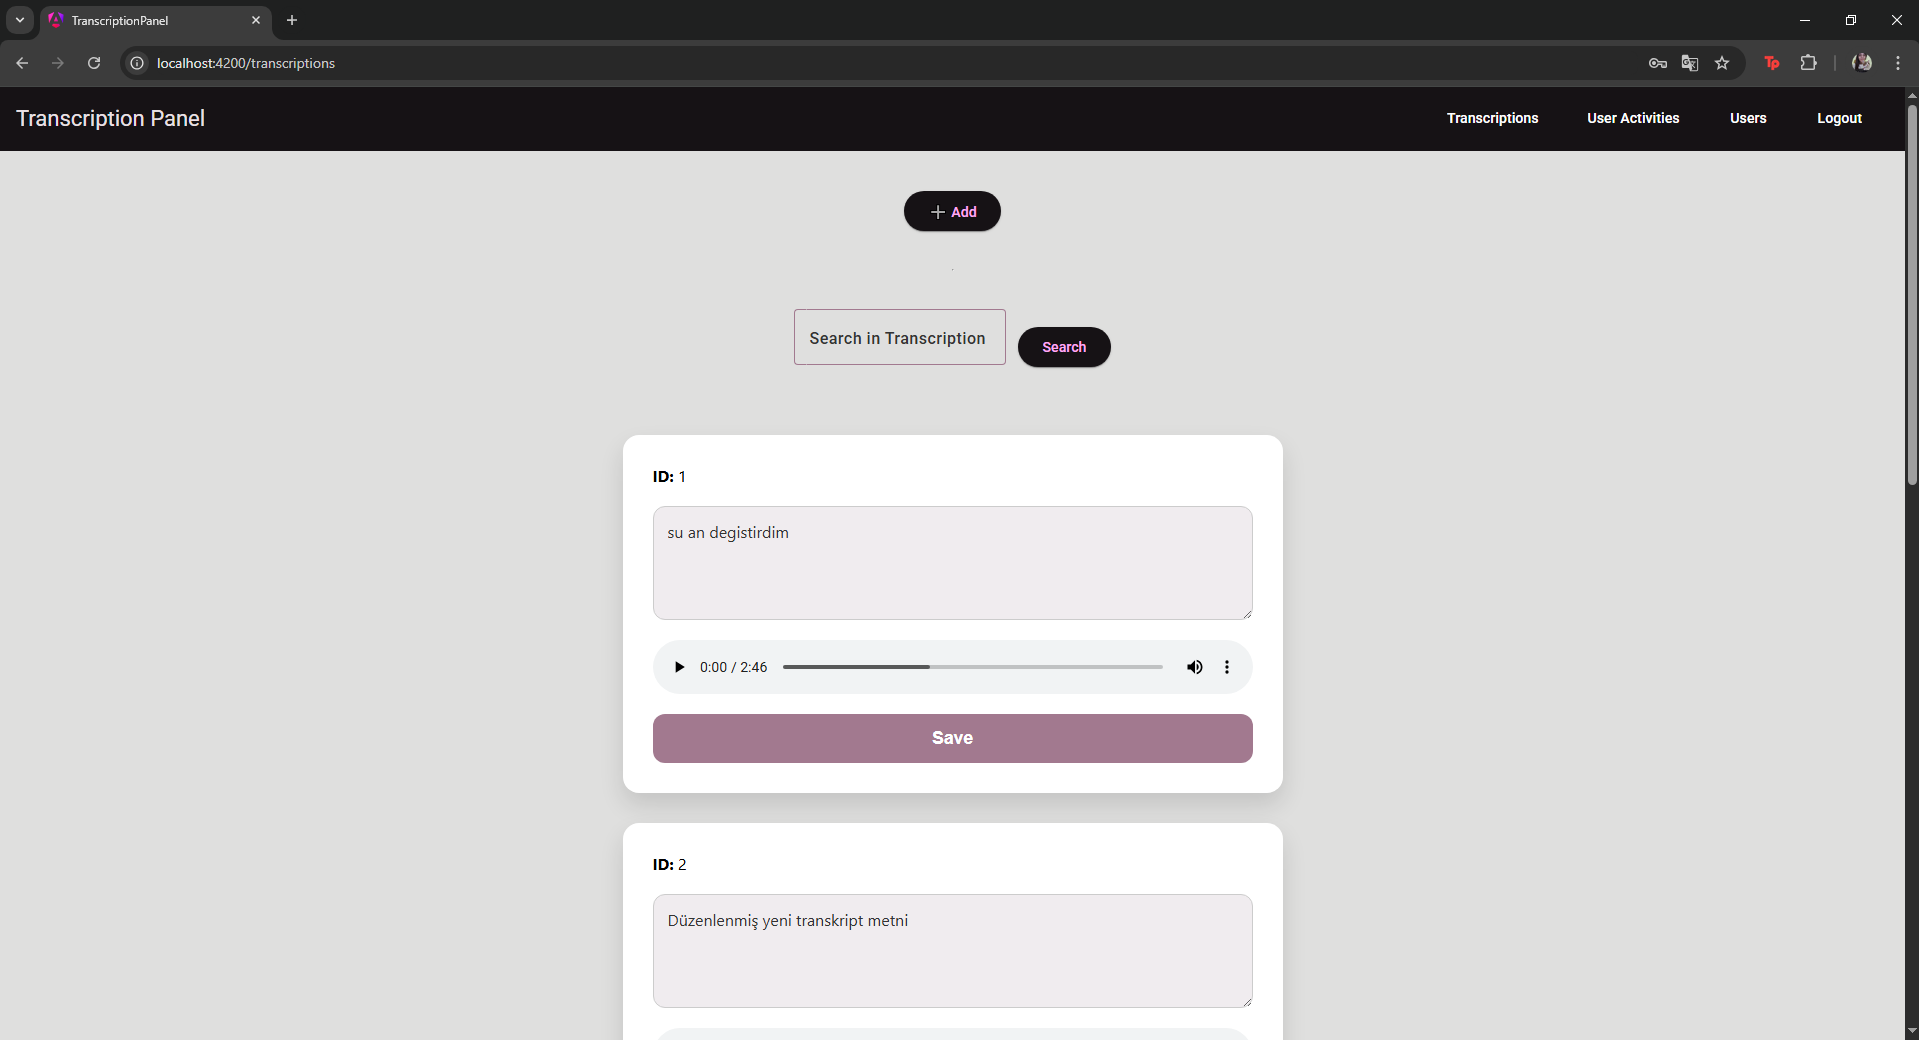 TranscriptionPanel
localhost:4200/transcriptions
Tp
Transcription Panel
Transcriptions
User Activities
Users
Logout
Add
Search in Transcription
Search
ID: 1
su an degistirdim
0:00 / 2:46
Save
ID: 2
Düzenlenmiş yeni transkript metni